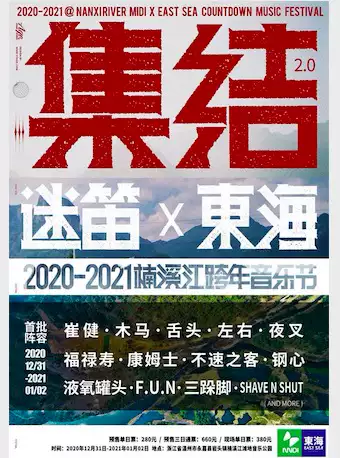 2020-2021 @ NANXIRIVER MIDI X EAST SEA COUNTDOWN MUSIC FESTIVAL
集结
2.0
迷笛 X 東海
2020-2021楠溪江跨年音乐节
首批
阵容
2020
12/31
-2021
01/02
崔健·木马·舌头·左右·夜叉
福禄寿·康姆士·不速之客·钢心
液氧罐头·F.U.N·三跺脚·SHAVE N SHUT
( AND MORE )
预售单日票：280元 / 预售三日通票：660元 / 现场单日票：380元
时间：2020年12月31日-2021年01月02日 地点：浙江省温州市永嘉县岩头镇楠溪江滩地音乐公园
MIDI
東海
EAST SEA